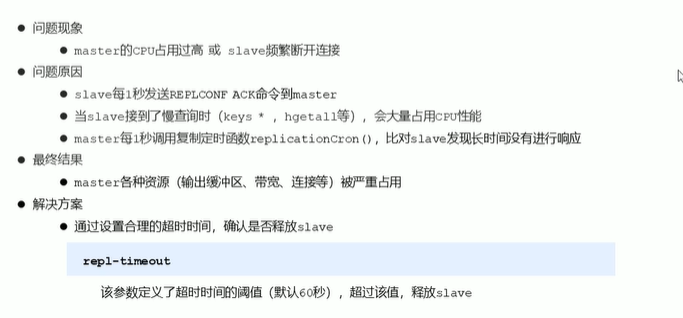 问题现象
master的CPU占用过高 或 slave频繁断开连接
问题原因
slave每1秒发送REPLCONF ACK命令到master
当slave接到了慢查询时（keys * ，hgetall等），会大量占用CPU性能
master每1秒调用复制定时函数replicationCron()，比对slave发现长时间没有进行响应
最终结果
master各种资源（输出缓冲区、带宽、连接等）被严重占用
解决方案
通过设置合理的超时时间，确认是否释放slave
repl-timeout
该参数定义了超时时间的阈值（默认60秒），超过该值，释放slave